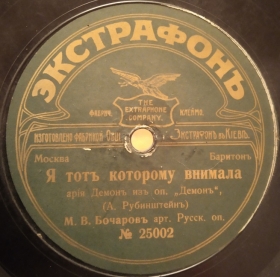 ЭКСТРАФОНЪ
THE
EXTRAPHONE
COMPANY.
ФАБРИЧ. КЛЕЙМО
ИЗГОТОВЛЕНО ФАБРИКОЙ ЭКСТРАФОНЪ въ КІЕВѢ.
Москва Баритонъ
Я тотъ которому внимала
арія Демона изъ оп. „Демонъ",
(А. Рубинштейнъ)
М. В. Бочаровъ арт. Русск. оп.
№ 25002